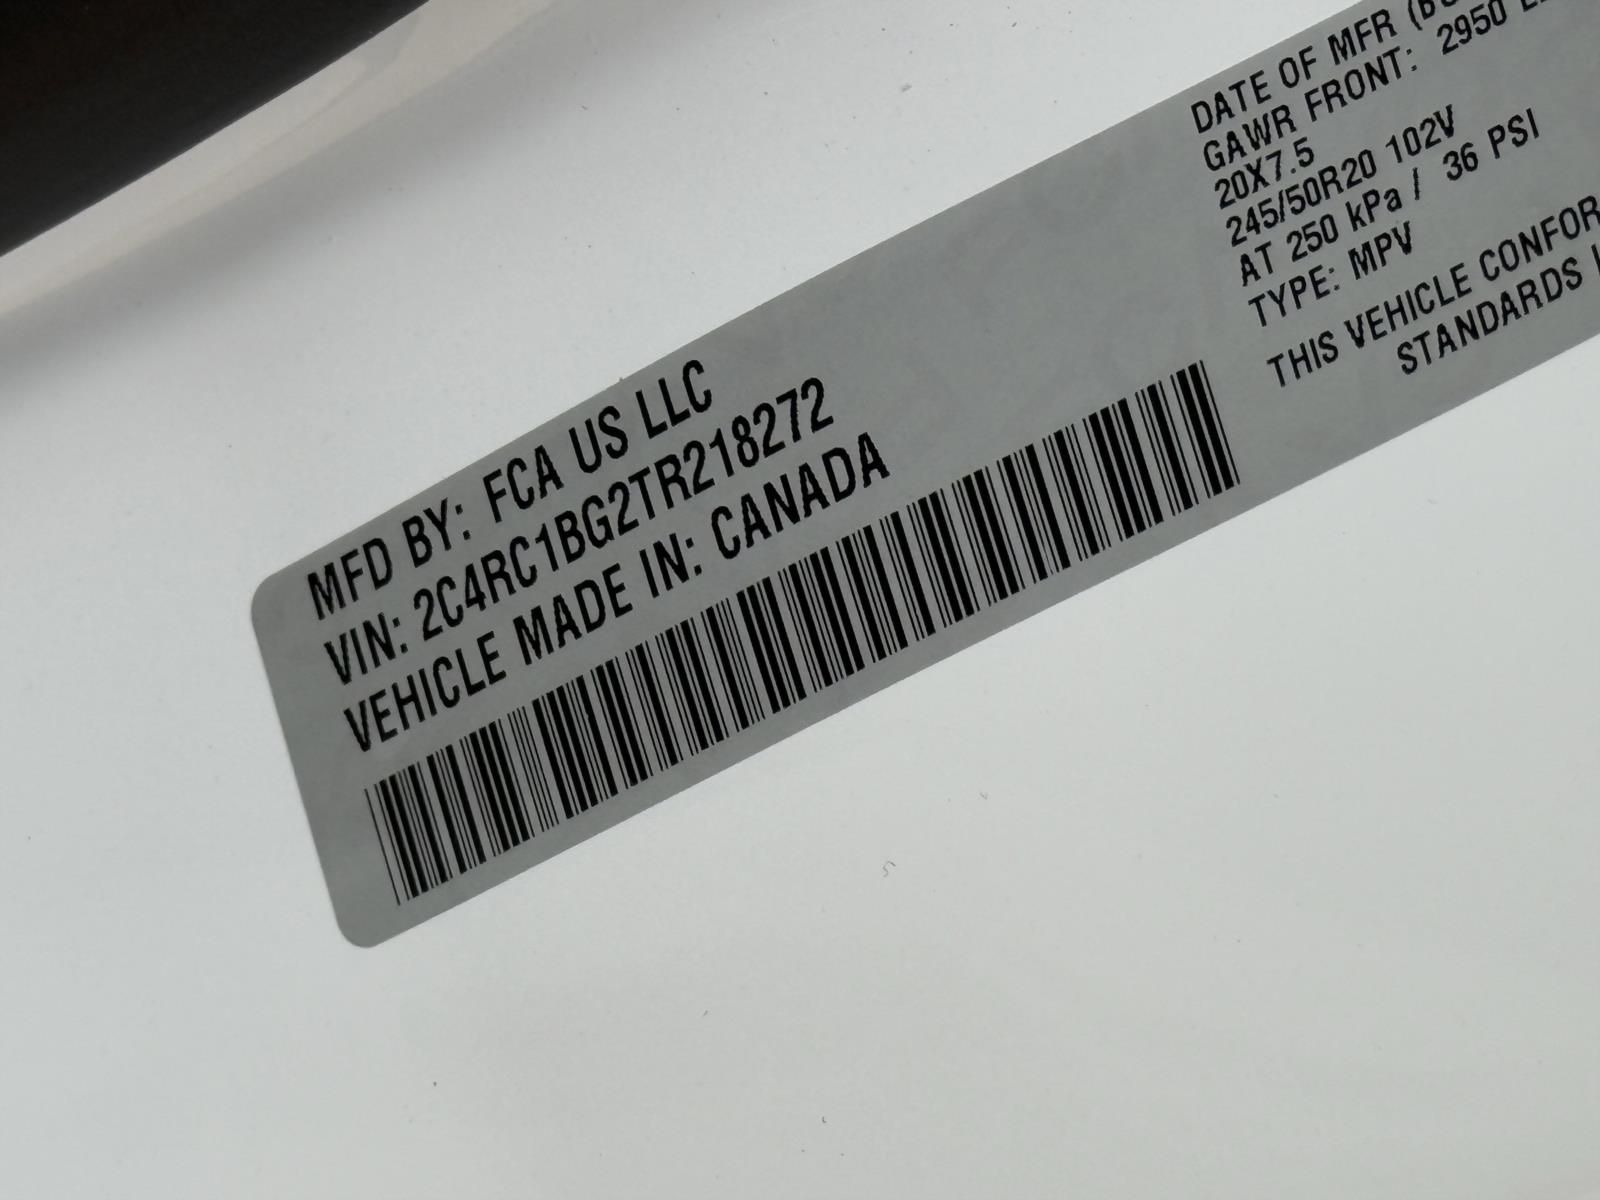 MFD BY: FCA US LLC
VIN: 2C4RC1BG2TR218272
VEHICLE MADE IN: CANADA
DATE OF MFR
GAWR FRONT: 2950
20X7.5
245/50R20 102V
AT 250 kPa / 36 PSI
TYPE: MPV
THIS VEHICLE
STANDARDS